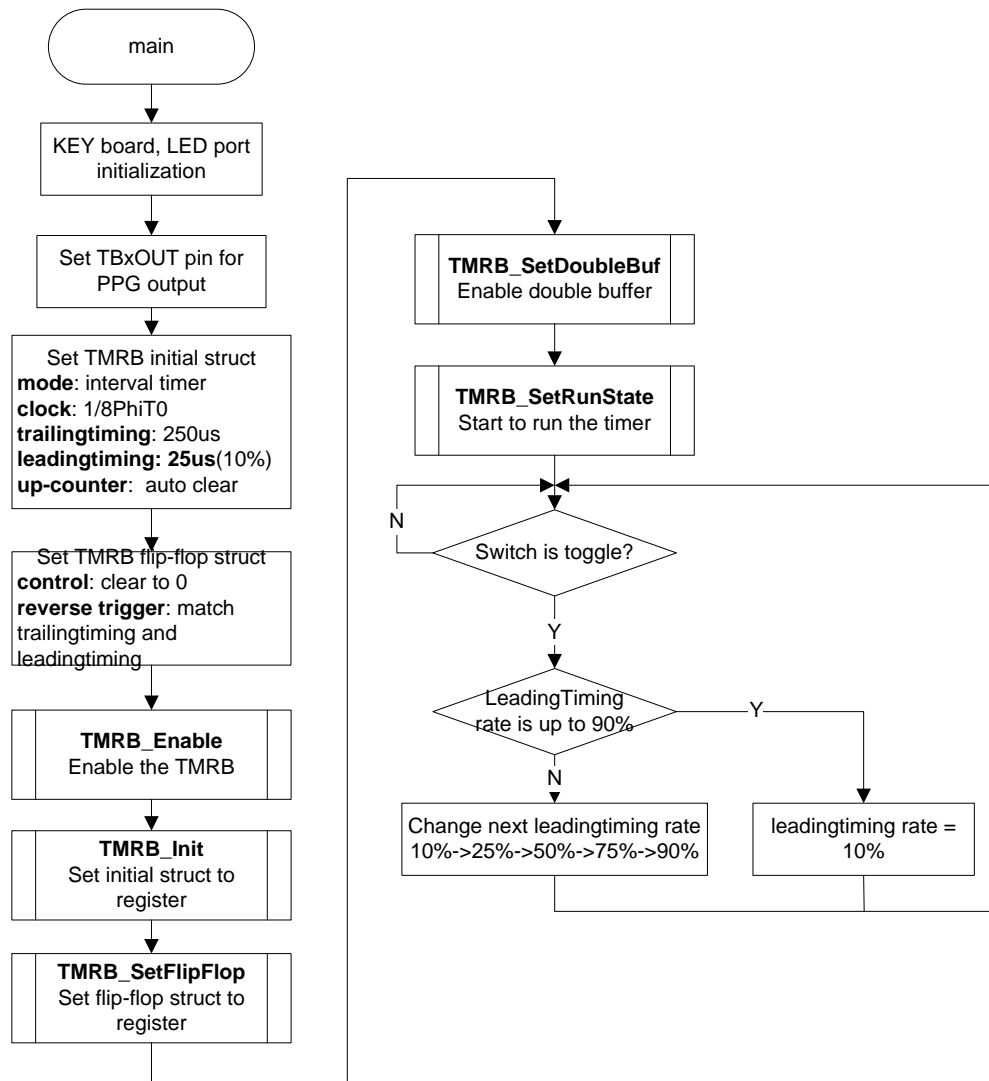 main
KEY board, LED port
initialization
Set TBxOUT pin for
PPG output
Set TMRB initial struct
mode: interval timer
clock: 1/8PhiT0
trailingtiming: 250us
leadingtiming: 25us(10%)
up-counter:  auto clear
Set TMRB flip-flop struct
control: clear to 0
reverse trigger: match
trailingtiming and
leadingtiming
TMRB_Enable
Enable the TMRB
TMRB_Init
Set initial struct to
register
TMRB_SetFlipFlop
Set flip-flop struct to
register
TMRB_SetDoubleBuf
Enable double buffer
TMRB_SetRunState
Start to run the timer
N
Switch is toggle?
Y
LeadingTiming
rate is up to 90%
Y
N
Change next leadingtiming rate
10%->25%->50%->75%->90%
leadingtiming rate =
10%